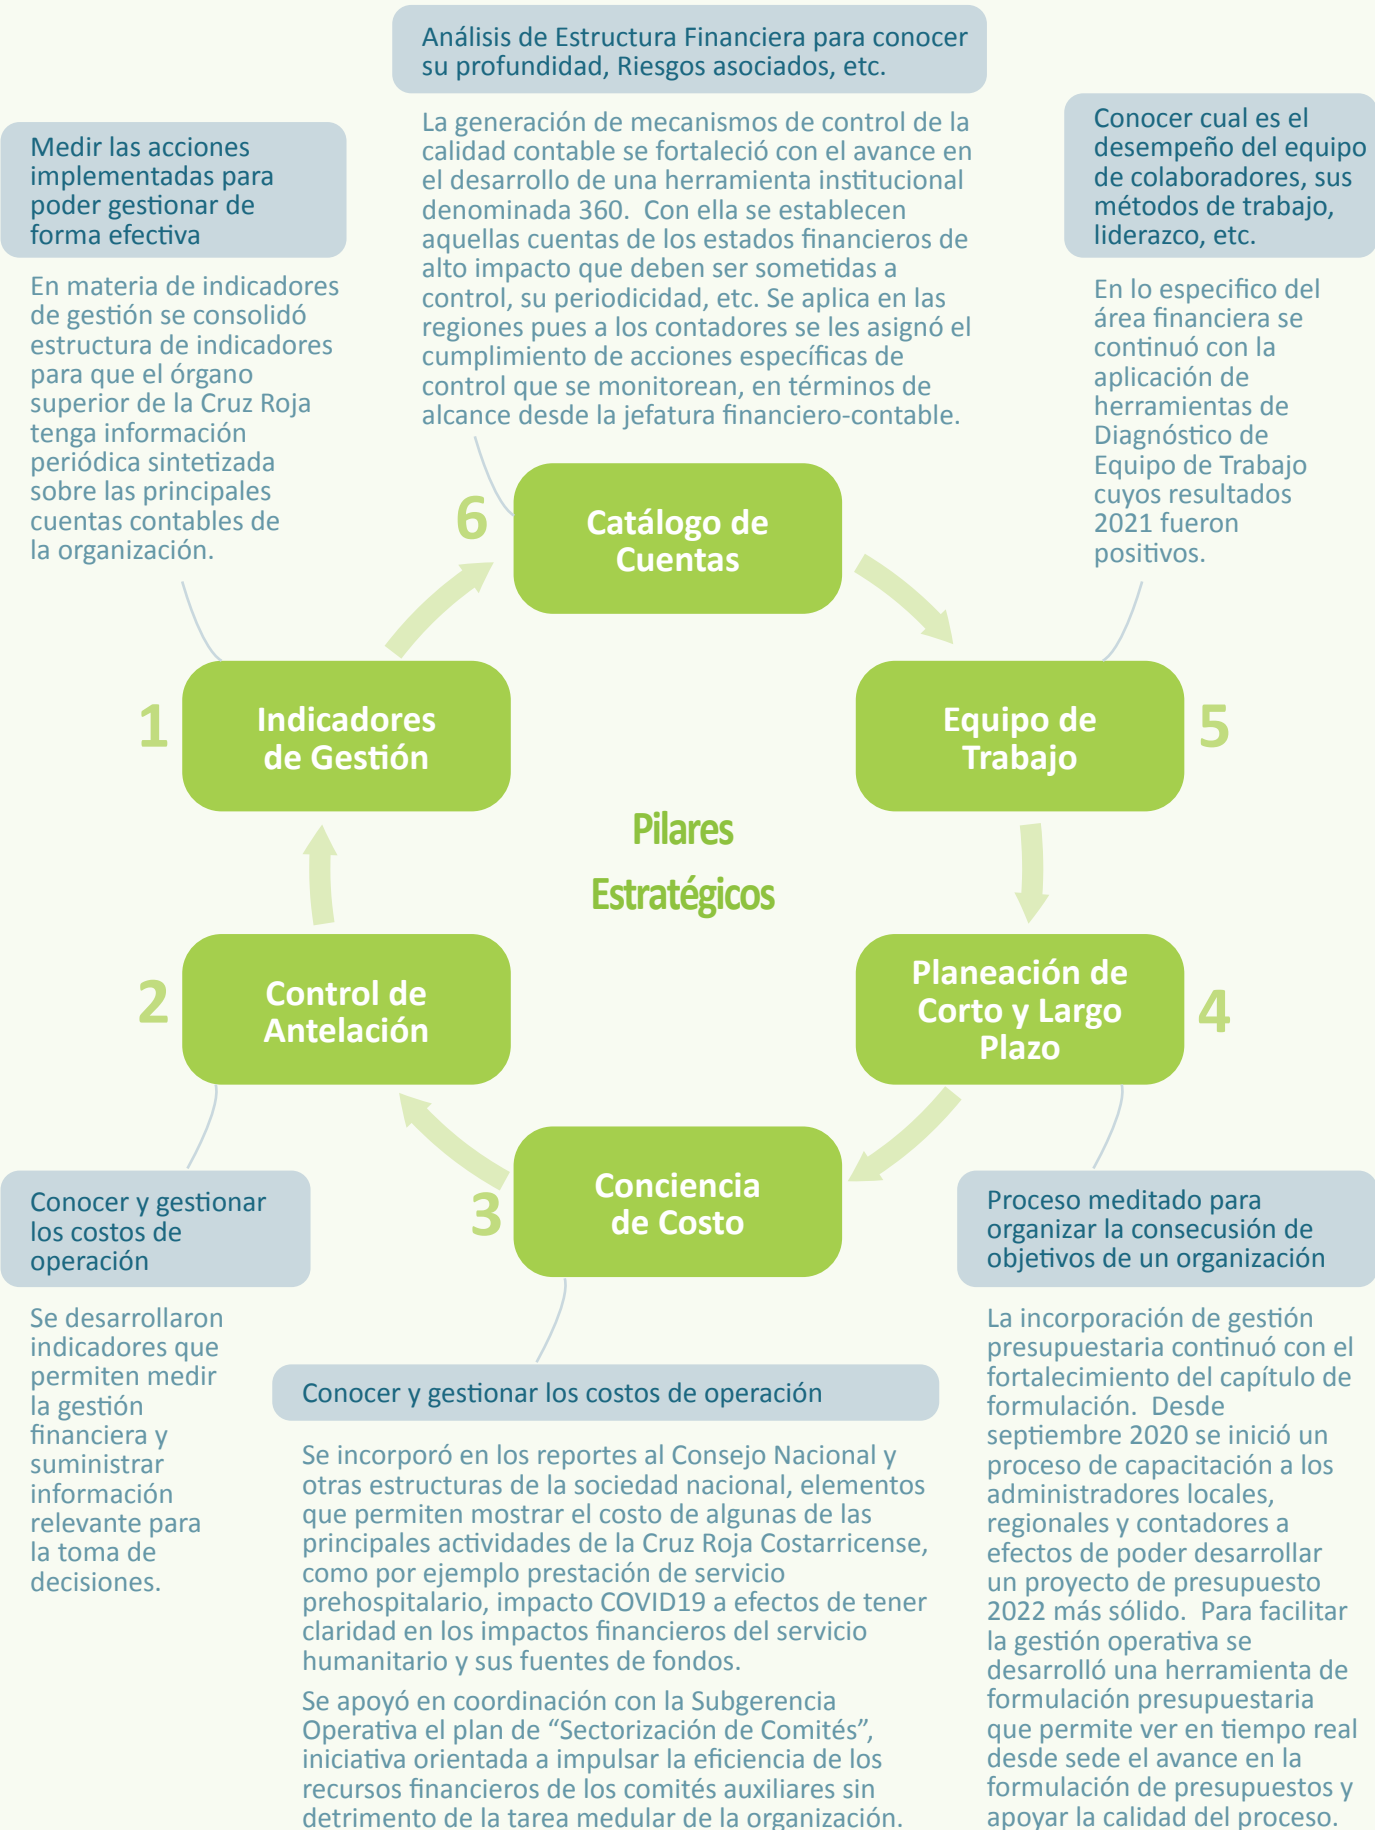 Análisis de Estructura Financiera para conocer
su profundidad, Riesgos asociados, etc.
La generación de mecanismos de control de la
calidad contable se fortaleció con el avance en
el desarrollo de una herramienta institucional
denominada 360.  Con ella se establecen
aquellas cuentas de los estados financieros de
alto impacto que deben ser sometidas a
control, su periodicidad, etc. Se aplica en las
regiones pues a los contadores se les asignó el
cumplimiento de acciones específicas de
control que se monitorean, en términos de
alcance desde la jefatura financiero-contable.
Medir las acciones
implementadas para
poder gestionar de
forma efectiva
En materia de indicadores
de gestión se consolidó
estructura de indicadores
para que el órgano
superior de la Cruz Roja
tenga información
periódica sintetizada
sobre las principales
cuentas contables de
la organización.
Conocer cual es el
desempeño del equipo
de colaboradores, sus
métodos de trabajo,
liderazco, etc.
En lo especifico del
área financiera se
continuó con la
aplicación de
herramientas de
Diagnóstico de
Equipo de Trabajo
cuyos resultados
2021 fueron
positivos.
6
Catálogo de
Cuentas
1
Indicadores
de Gestión
Equipo de
Trabajo
5
Pilares
Estratégicos
2
Control de
Antelación
Planeación de
Corto y Largo
Plazo
4
3
Conciencia
de Costo
Conocer y gestionar
los costos de
operación
Se desarrollaron
indicadores que
permiten medir
la gestión
financiera y
suministrar
información
relevante para
la toma de
decisiones.
Conocer y gestionar los costos de operación
Se incorporó en los reportes al Consejo Nacional y
otras estructuras de la sociedad nacional, elementos
que permiten mostrar el costo de algunas de las
principales actividades de la Cruz Roja Costarricense,
como por ejemplo prestación de servicio
prehospitalario, impacto COVID19 a efectos de tener
claridad en los impactos financieros del servicio
humanitario y sus fuentes de fondos.
Se apoyó en coordinación con la Subgerencia
Operativa el plan de “Sectorización de Comités”,
iniciativa orientada a impulsar la eficiencia de los
recursos financieros de los comités auxiliares sin
detrimento de la tarea medular de la organización.
Proceso meditado para
organizar la consecusión de
objetivos de un organización
La incorporación de gestión
presupuestaria continuó con el
fortalecimiento del capítulo de
formulación.  Desde
septiembre 2020 se inició un
proceso de capacitación a los
administradores locales,
regionales y contadores a
efectos de poder desarrollar
un proyecto de presupuesto
2022 más sólido.  Para facilitar
la gestión operativa se
desarrolló una herramienta de
formulación presupuestaria
que permite ver en tiempo real
desde sede el avance en la
formulación de presupuestos y
apoyar la calidad del proceso.